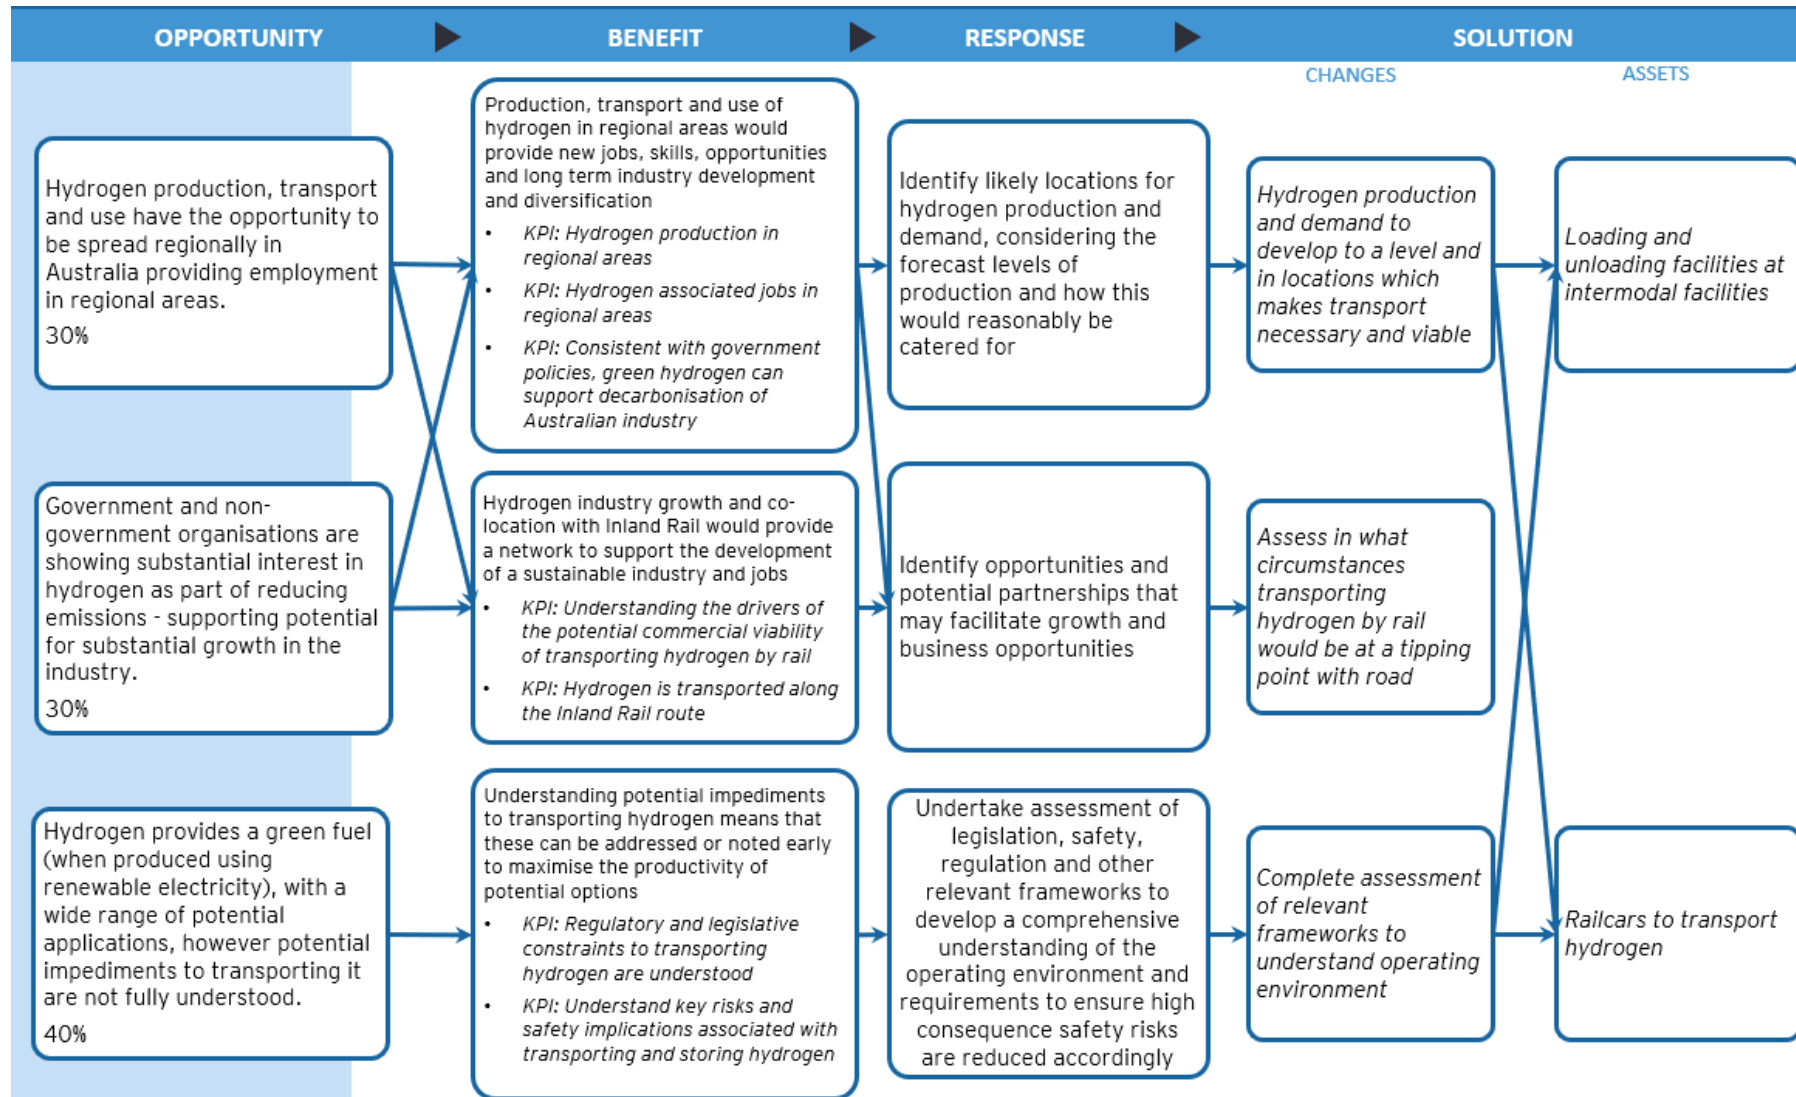 OPPORTUNITY
BENEFIT
RESPONSE
SOLUTION
CHANGES
ASSETS
Hydrogen production, transport
and use have the opportunity to
be spread regionally in
Australia providing employment
in regional areas.
30%
Government and non-
government organisations are
showing substantial interest in
hydrogen as part of reducing
emissions - supporting potential
for substantial growth in the
industry.
30%
Hydrogen provides a green fuel
(when produced using
renewable electricity), with a
wide range of potential
applications, however potential
impediments to transporting it
are not fully understood.
40%
Production, transport and use of
hydrogen in regional areas would
provide new jobs, skills, opportunities
and long term industry development
and diversification
• KPI: Hydrogen production in
regional areas
• KPI: Hydrogen associated jobs in
regional areas
• KPI: Consistent with government
policies, green hydrogen can
support decarbonisation of
Australian industry
Hydrogen industry growth and co-
location with Inland Rail would provide
a network to support the development
of a sustainable industry and jobs
• KPI: Understanding the drivers of
the potential commercial viability
of transporting hydrogen by rail
• KPI: Hydrogen is transported along
the Inland Rail route
Understanding potential impediments
to transporting hydrogen means that
these can be addressed or noted early
to maximise the productivity of
potential options
• KPI: Regulatory and legislative
constraints to transporting
hydrogen are understood
• KPI: Understand key risks and
safety implications associated with
transporting and storing hydrogen
Identify likely locations for
hydrogen production and
demand, considering the
forecast levels of
production and how this
would reasonably be
catered for
Identify opportunities and
potential partnerships that
may facilitate growth and
business opportunities
Undertake assessment of
legislation, safety,
regulation and other
relevant frameworks to
develop a comprehensive
understanding of the
operating environment and
requirements to ensure high
consequence safety risks
are reduced accordingly
Hydrogen production
and demand to
develop to a level and
in locations which
makes transport
necessary and viable
Assess in what
circumstances
transporting
hydrogen by rail
would be at a tipping
point with road
Complete assessment
of relevant
frameworks to
understand operating
environment
Loading and
unloading facilities at
intermodal facilities
Railcars to transport
hydrogen